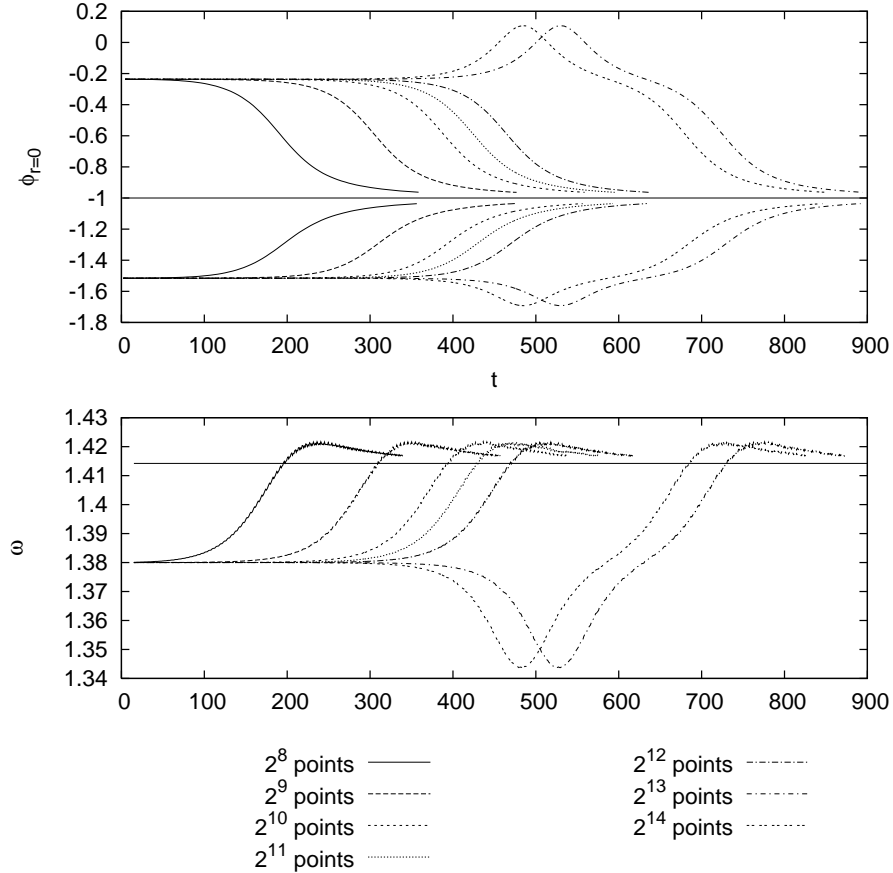 0.2
0
-0.2
-0.4
-0.6
-0.8
-1
-1.2
-1.4
-1.6
-1.8
ϕr=0
0 100 200 300 400 500 600 700 800 900
t
1.43
1.42
1.41
1.4
1.39
1.38
1.37
1.36
1.35
1.34
ω
0 100 200 300 400 500 600 700 800 900
2^8 points
2^9 points
2^10 points
2^11 points
2^12 points
2^13 points
2^14 points